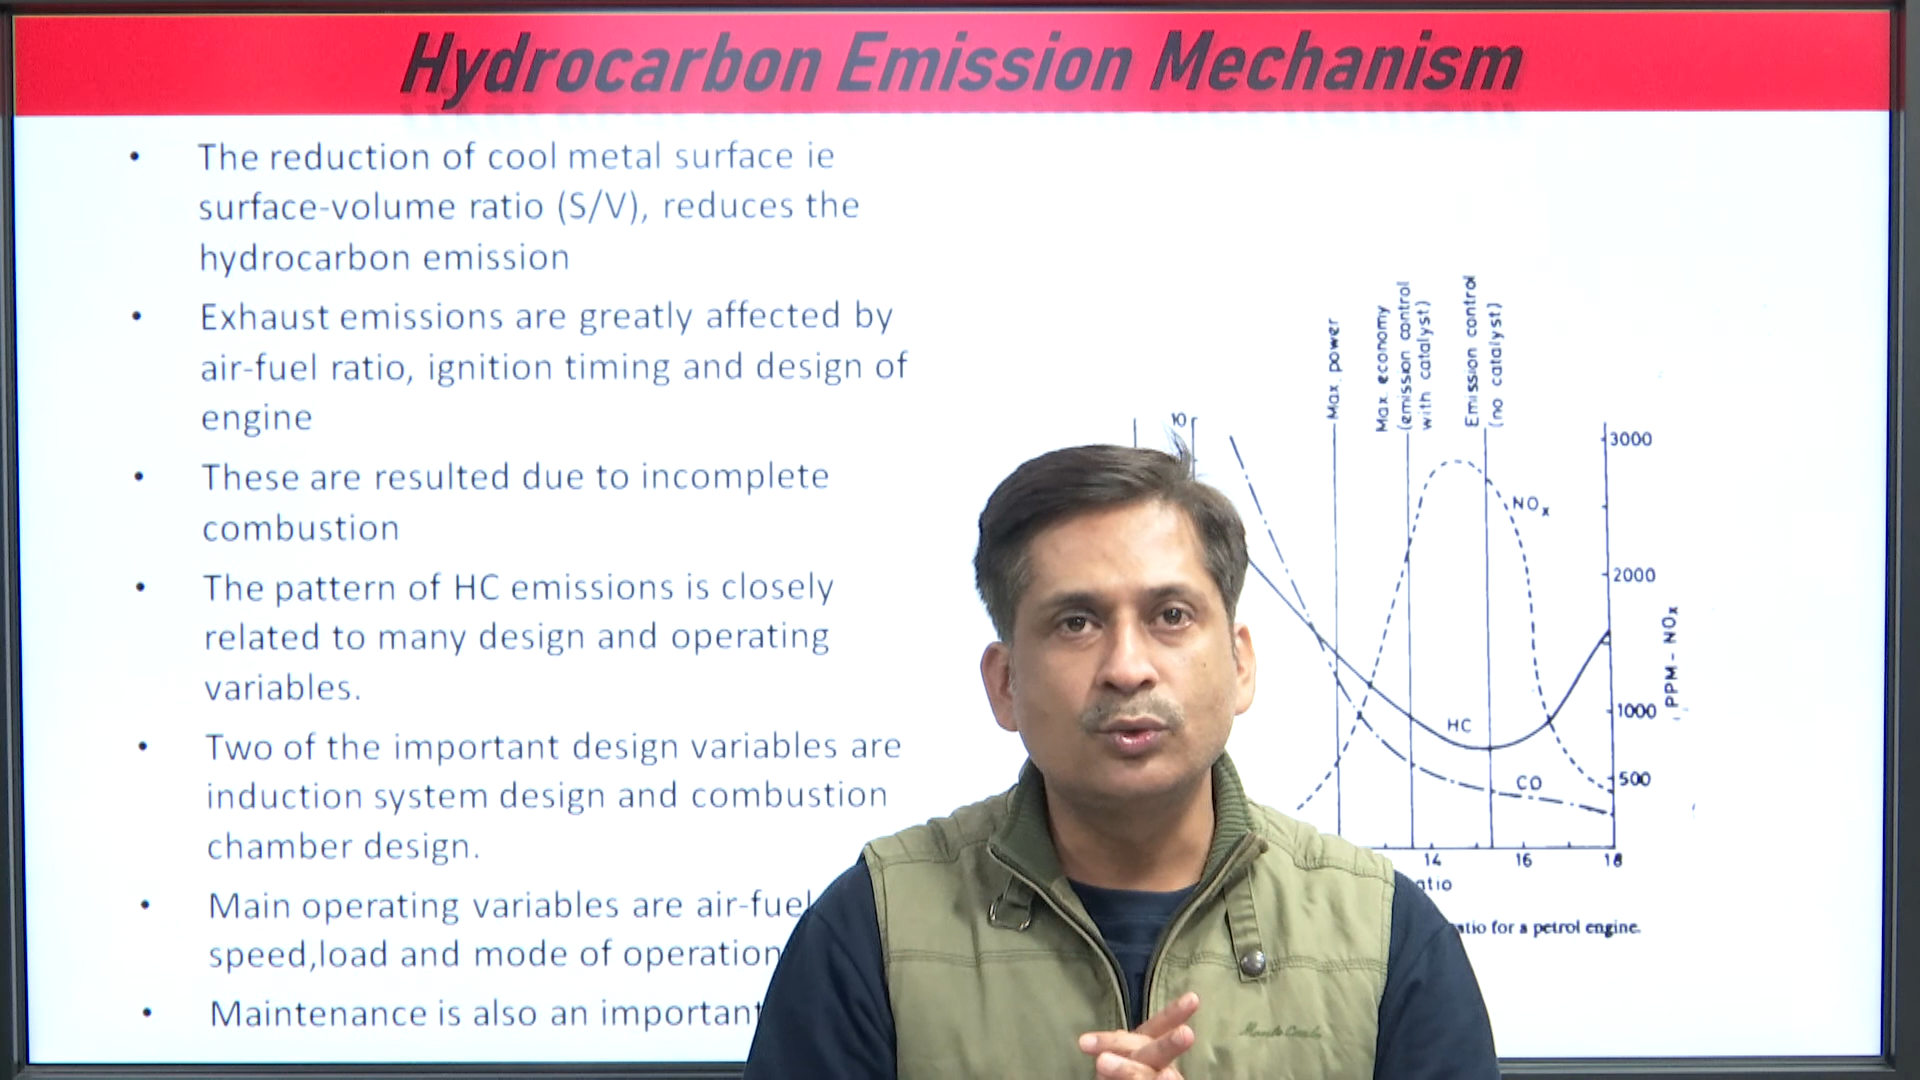 Hydrocarbon Emission Mechanism
• The reduction of cool metal surface ie
surface-volume ratio (S/V), reduces the
hydrocarbon emission
• Exhaust emissions are greatly affected by
air-fuel ratio, ignition timing and design of
engine
• These are resulted due to incomplete
combustion
• The pattern of HC emissions is closely
related to many design and operating
variables.
• Two of the important design variables are
induction system design and combustion
chamber design.
• Main operating variables are air-fuel
speed,load and mode of operation
• Maintenance is also an important
Max. power
Max. economy
(emission control
with catalyst)
Emission control
(no catalyst)
10
3000
NOx
2000
PPM - NOx
1000
HC
500
CO
14 16 18
atio
atio for a petrol engine.
Monte Carlo